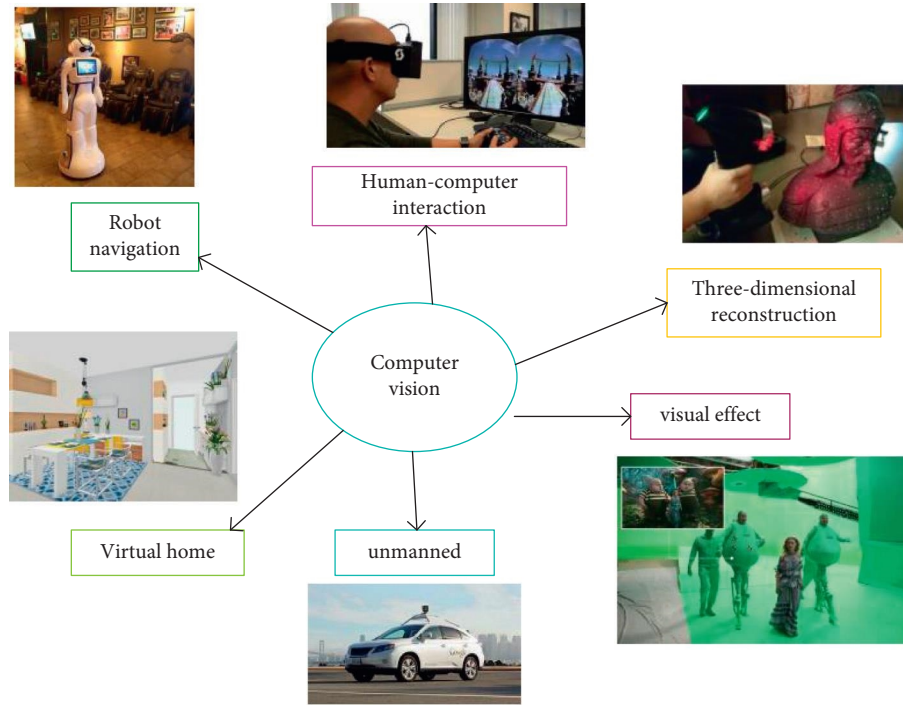 Human-computer
interaction
Robot
navigation
Three-dimensional
reconstruction
Computer
vision
visual effect
Virtual home
unmanned